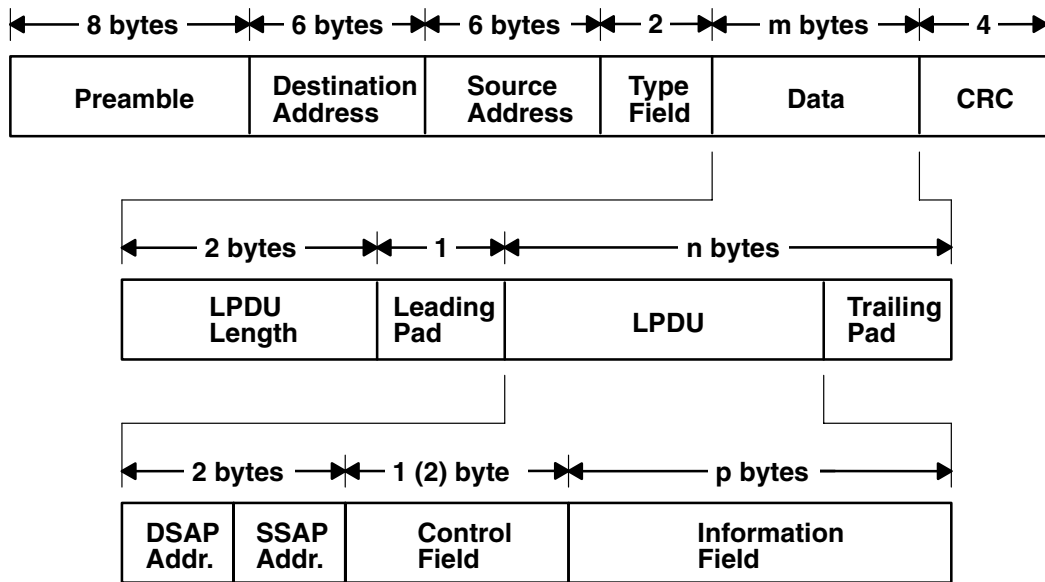 8 bytes 6 bytes 6 bytes 2 m bytes 4
Preamble Destination Address Source Address Type Field Data CRC
2 bytes 1 n bytes
LPDU Length Leading Pad LPDU Trailing Pad
2 bytes 1 (2) byte p bytes
DSAP Addr. SSAP Addr. Control Field Information Field